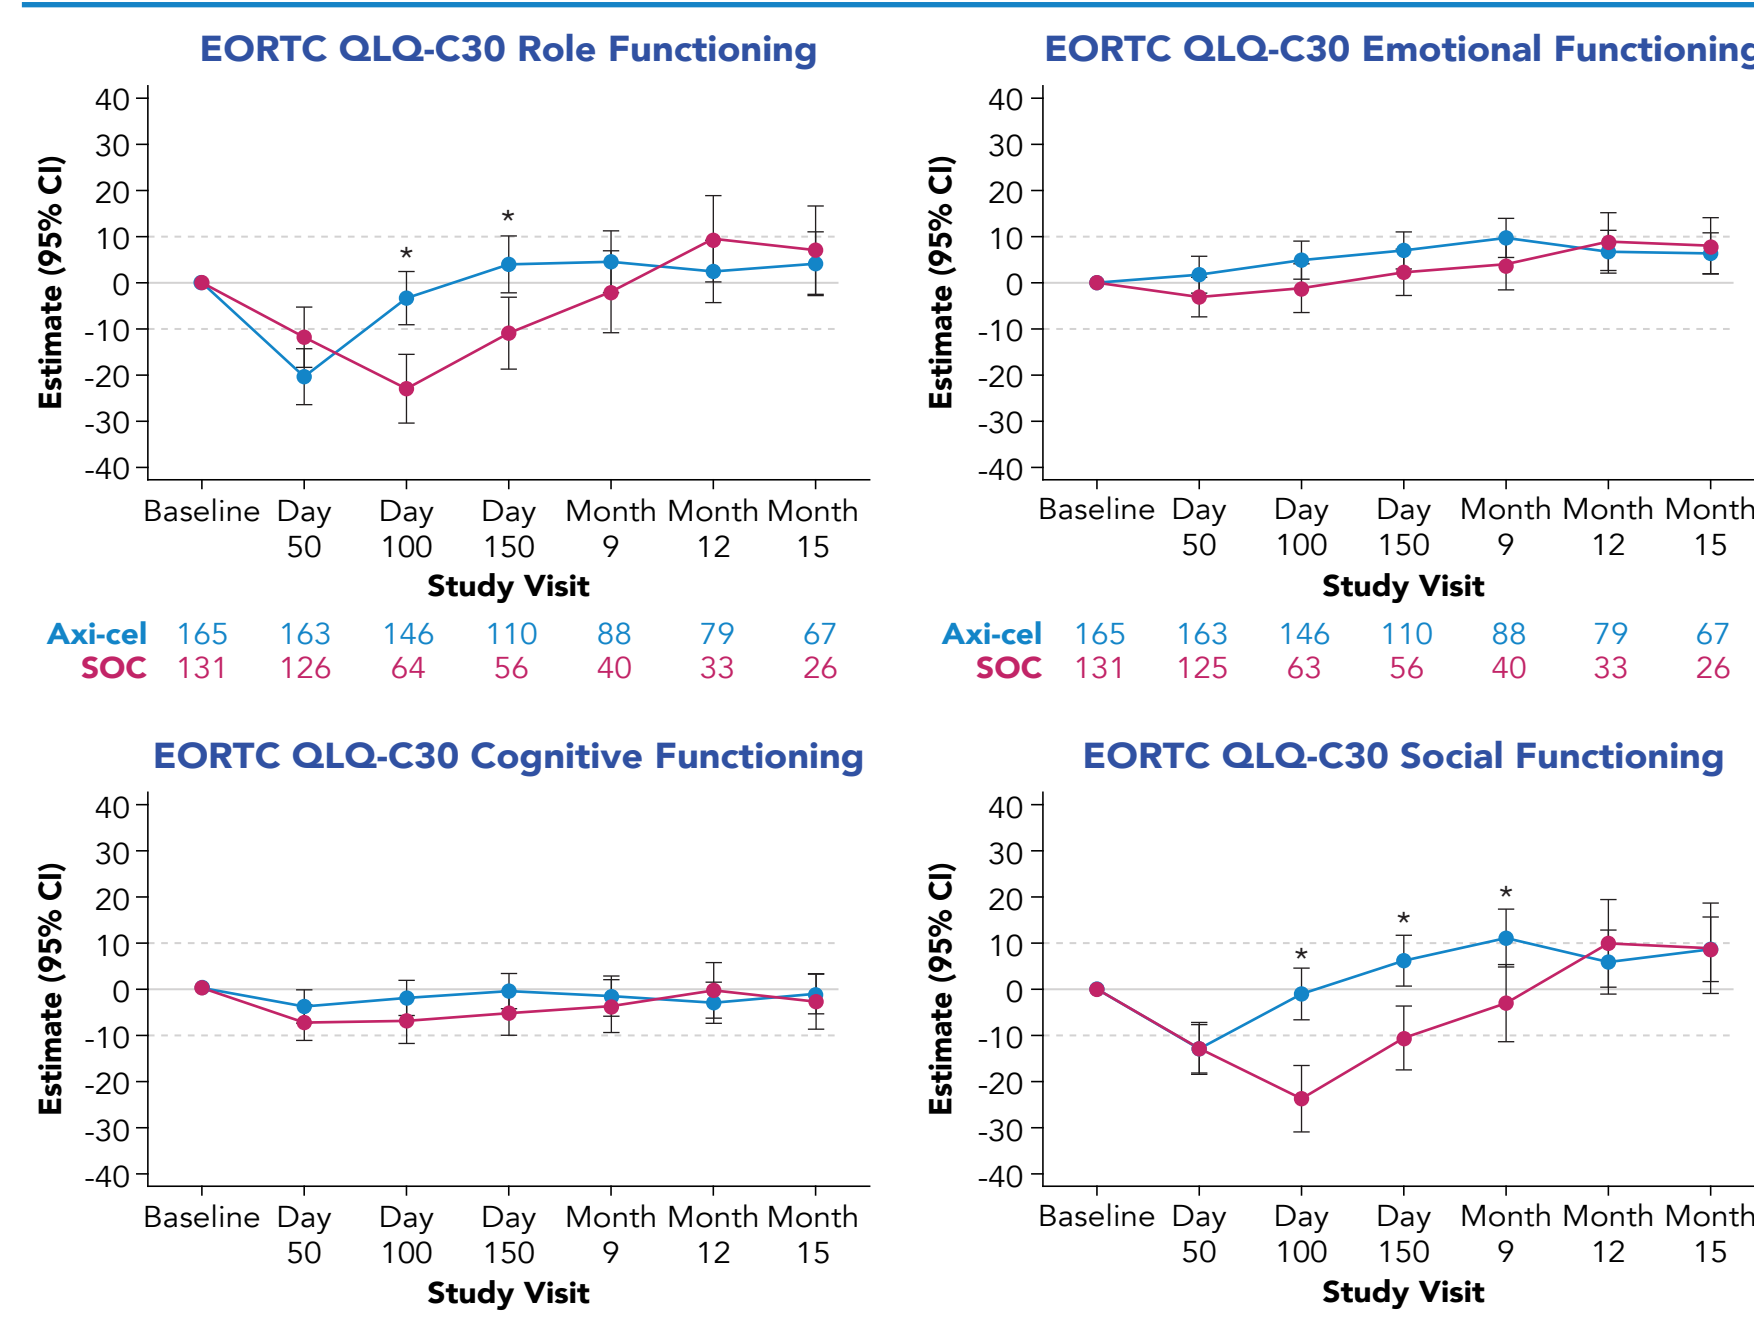 EORTC QLQ-C30 Role Functioning
Estimate (95% CI)
40
30
20
10
0
-10
-20
-30
-40
* *
Baseline Day 50 Day 100 Day 150 Month 9 Month 12 Month 15
Study Visit
Axi-cel 165 163 146 110 88 79 67
SOC 131 126 64 56 40 33 26
EORTC QLQ-C30 Emotional Functioning
Estimate (95% CI)
40
30
20
10
0
-10
-20
-30
-40
Baseline Day 50 Day 100 Day 150 Month 9 Month 12 Month 15
Study Visit
Axi-cel 165 163 146 110 88 79 67
SOC 131 125 63 56 40 33 26
EORTC QLQ-C30 Cognitive Functioning
Estimate (95% CI)
40
30
20
10
0
-10
-20
-30
-40
Baseline Day 50 Day 100 Day 150 Month 9 Month 12 Month 15
Study Visit
EORTC QLQ-C30 Social Functioning
Estimate (95% CI)
40
30
20
10
0
-10
-20
-30
-40
* * *
Baseline Day 50 Day 100 Day 150 Month 9 Month 12 Month 15
Study Visit